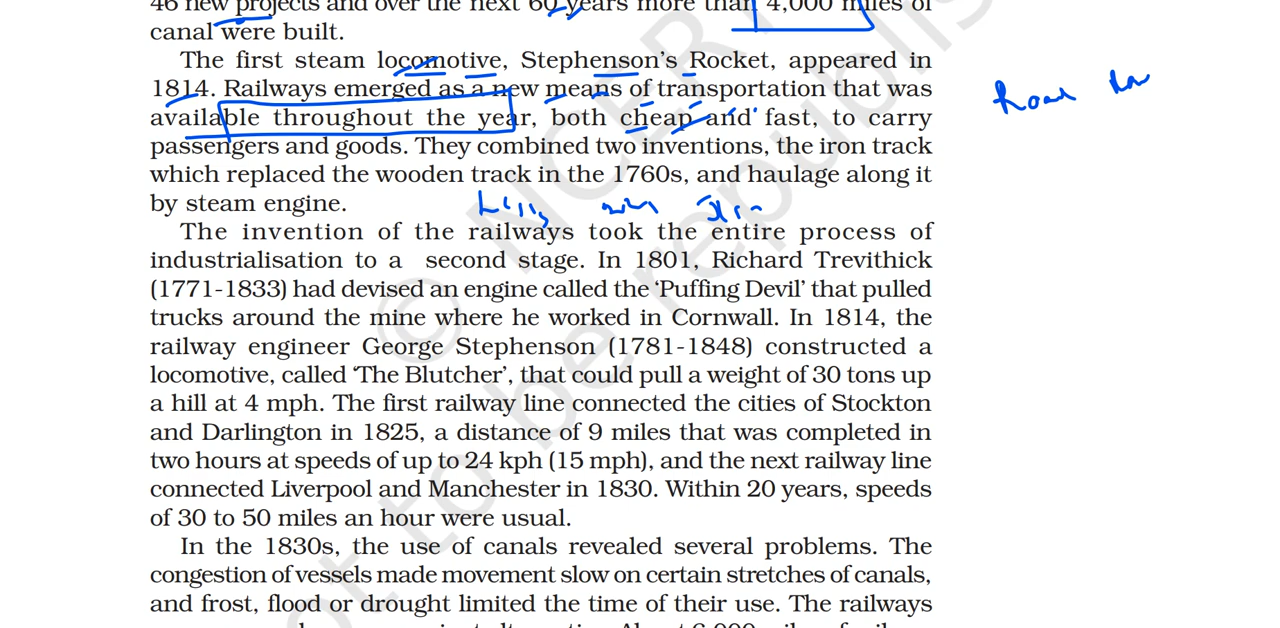 46 new projects and over the next 60 years more than 4,000 miles of
canal were built.
The first steam locomotive, Stephenson's Rocket, appeared in
1814. Railways emerged as a new means of transportation that was
available throughout the year, both cheap and fast, to carry
passengers and goods. They combined two inventions, the iron track
which replaced the wooden track in the 1760s, and haulage along it
by steam engine.
The invention of the railways took the entire process of
industrialisation to a second stage. In 1801, Richard Trevithick
(1771-1833) had devised an engine called the 'Puffing Devil' that pulled
trucks around the mine where he worked in Cornwall. In 1814, the
railway engineer George Stephenson (1781-1848) constructed a
locomotive, called 'The Blutcher', that could pull a weight of 30 tons up
a hill at 4 mph. The first railway line connected the cities of Stockton
and Darlington in 1825, a distance of 9 miles that was completed in
two hours at speeds of up to 24 kph (15 mph), and the next railway line
connected Liverpool and Manchester in 1830. Within 20 years, speeds
of 30 to 50 miles an hour were usual.
In the 1830s, the use of canals revealed several problems. The
congestion of vessels made movement slow on certain stretches of canals,
and frost, flood or drought limited the time of their use. The railways
© NCER
not to be republis